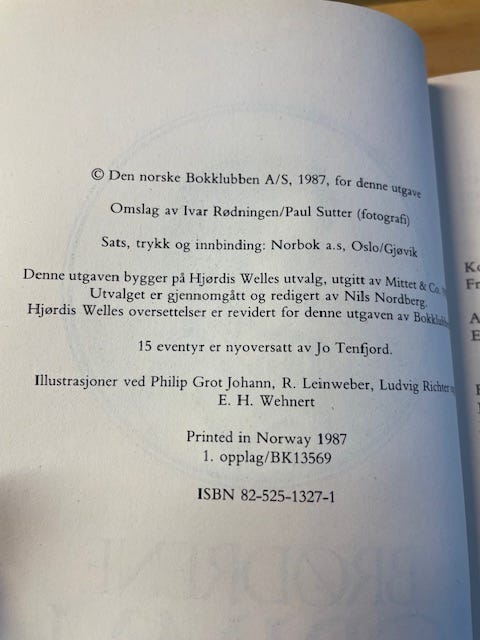 © Den norske Bokklubben A/S, 1987, for denne utgave
Omslag av Ivar Rødningen/Paul Sutter (fotografi)
Sats, trykk og innbinding: Norbok a.s, Oslo/Gjøvik
Denne utgaven bygger på Hjørdis Welles utvalg, utgitt av Mittet & Co.
Utvalget er gjennomgått og redigert av Nils Nordberg.
Hjørdis Welles oversettelser er revidert for denne utgaven av
15 eventyr er nyoversatt av Jo Tenfjord.
Illustrasjoner ved Philip Grot Johann, R. Leinweber, Ludvig Richter
E. H. Wehnert
Printed in Norway 1987
1. opplag/BK13569
ISBN 82-525-1327-1
BRØDRENE